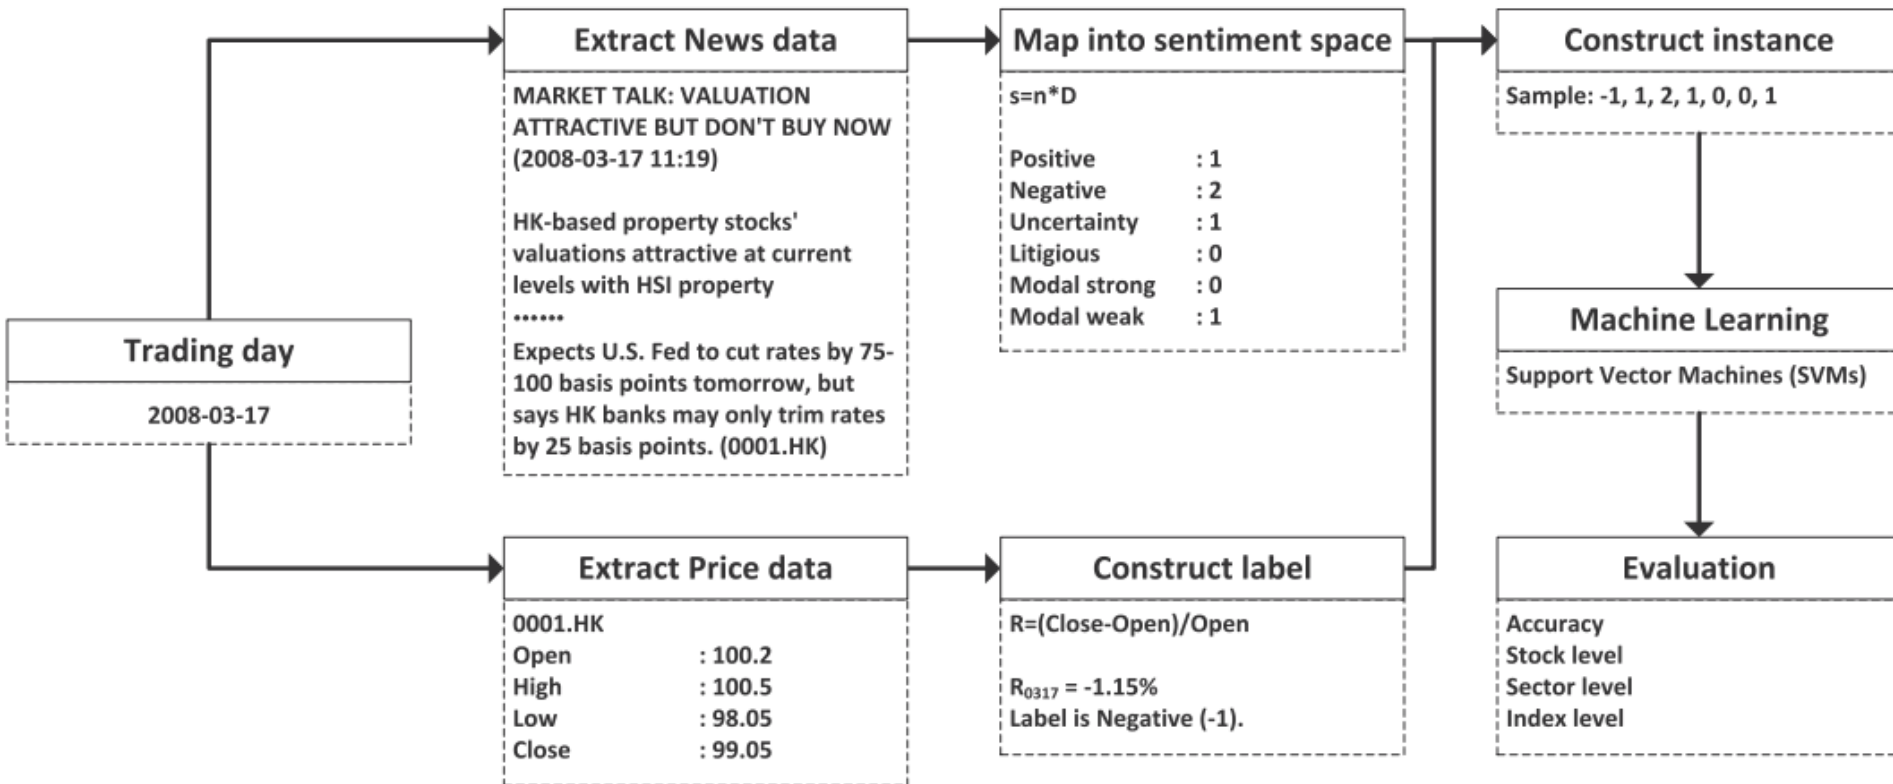 Trading day
2008-03-17
Extract News data
MARKET TALK: VALUATION
ATTRACTIVE BUT DON'T BUY NOW
(2008-03-17 11:19)
HK-based property stocks'
valuations attractive at current
levels with HSI property
••••••
Expects U.S. Fed to cut rates by 75-
100 basis points tomorrow, but
says HK banks may only trim rates
by 25 basis points. (0001.HK)
Map into sentiment space
s=n*D
Positive : 1
Negative : 2
Uncertainty : 1
Litigious : 0
Modal strong : 0
Modal weak : 1
Extract Price data
0001.HK
Open : 100.2
High : 100.5
Low : 98.05
Close : 99.05
Construct label
R=(Close-Open)/Open
R₀₃₁₇ = -1.15%
Label is Negative (-1).
Construct instance
Sample: -1, 1, 2, 1, 0, 0, 1
Machine Learning
Support Vector Machines (SVMs)
Evaluation
Accuracy
Stock level
Sector level
Index level